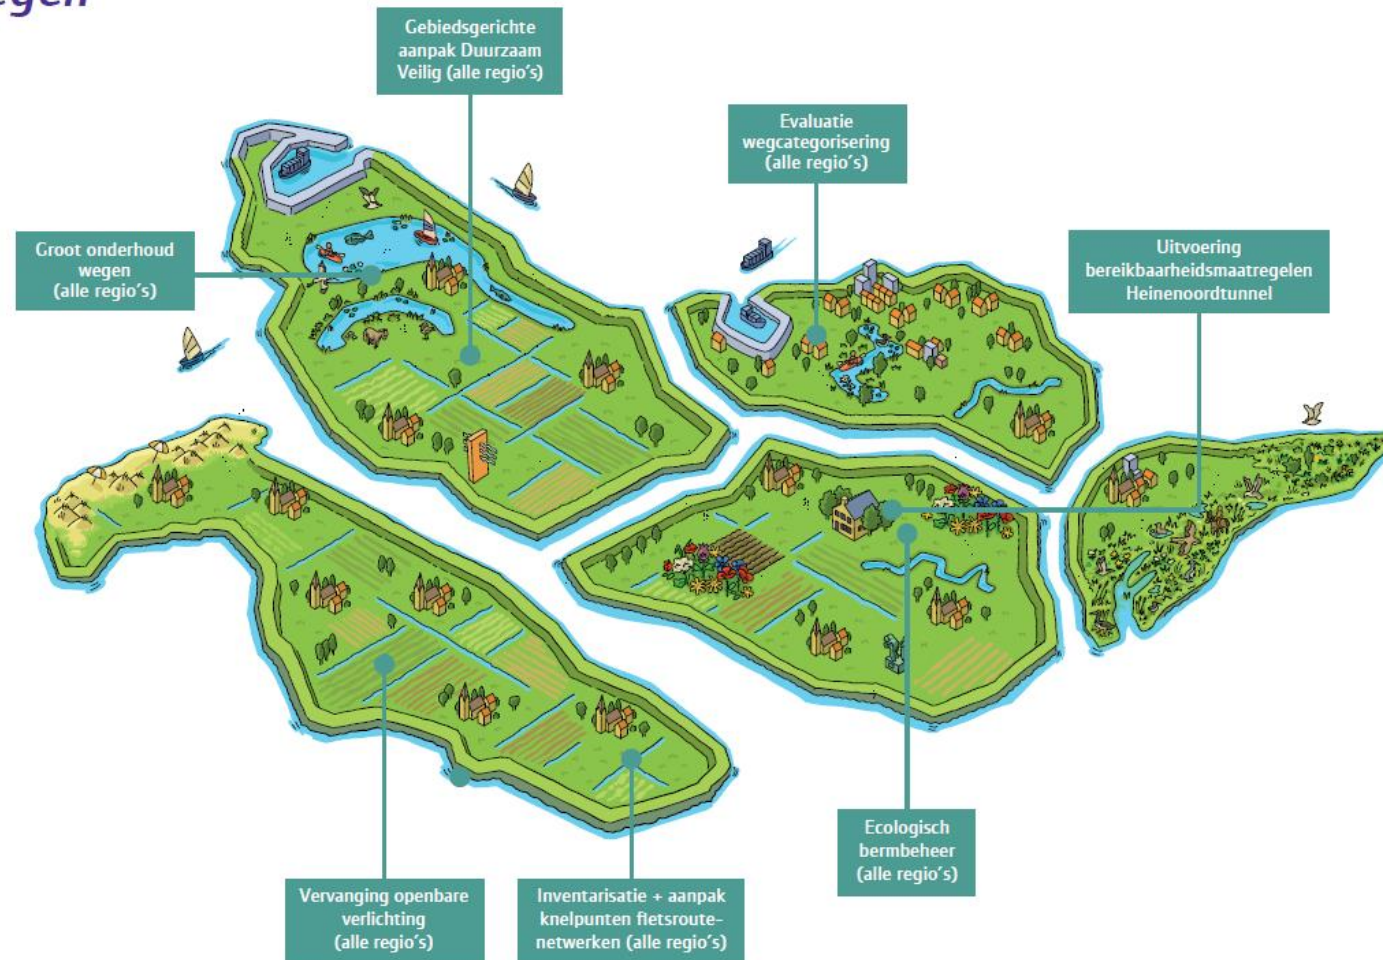 Gebiedsgerichte
aanpak Duurzaam
Veilig (alle regio's)
Evaluatie
wegcategorisering
(alle regio's)
Groot onderhoud
wegen
(alle regio's)
Uitvoering
bereikbaarheidsmaatregelen
Heinenoordtunnel
Ecologisch
bermbeheer
(alle regio's)
Vervanging openbare
verlichting
(alle regio's)
Inventarisatie + aanpak
knelpunten fietsroute-
netwerken (alle regio's)